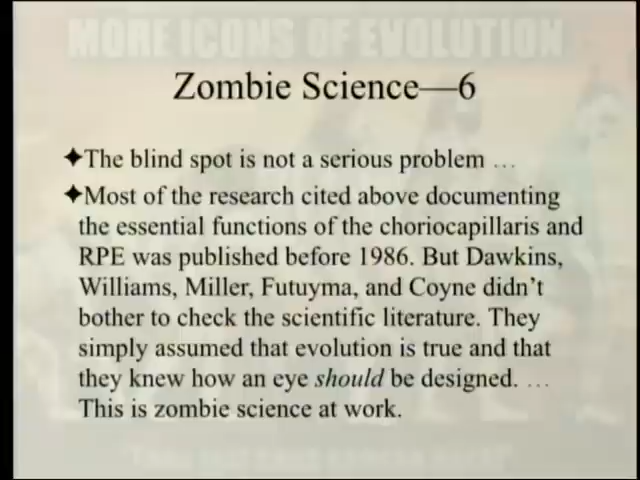 MORE ICONS OF EVOLUTION
Zombie Science—6
✦The blind spot is not a serious problem …
✦Most of the research cited above documenting
the essential functions of the choriocapillaris and
RPE was published before 1986. But Dawkins,
Williams, Miller, Futuyma, and Coyne didn't
bother to check the scientific literature. They
simply assumed that evolution is true and that
they knew how an eye should be designed. …
This is zombie science at work.